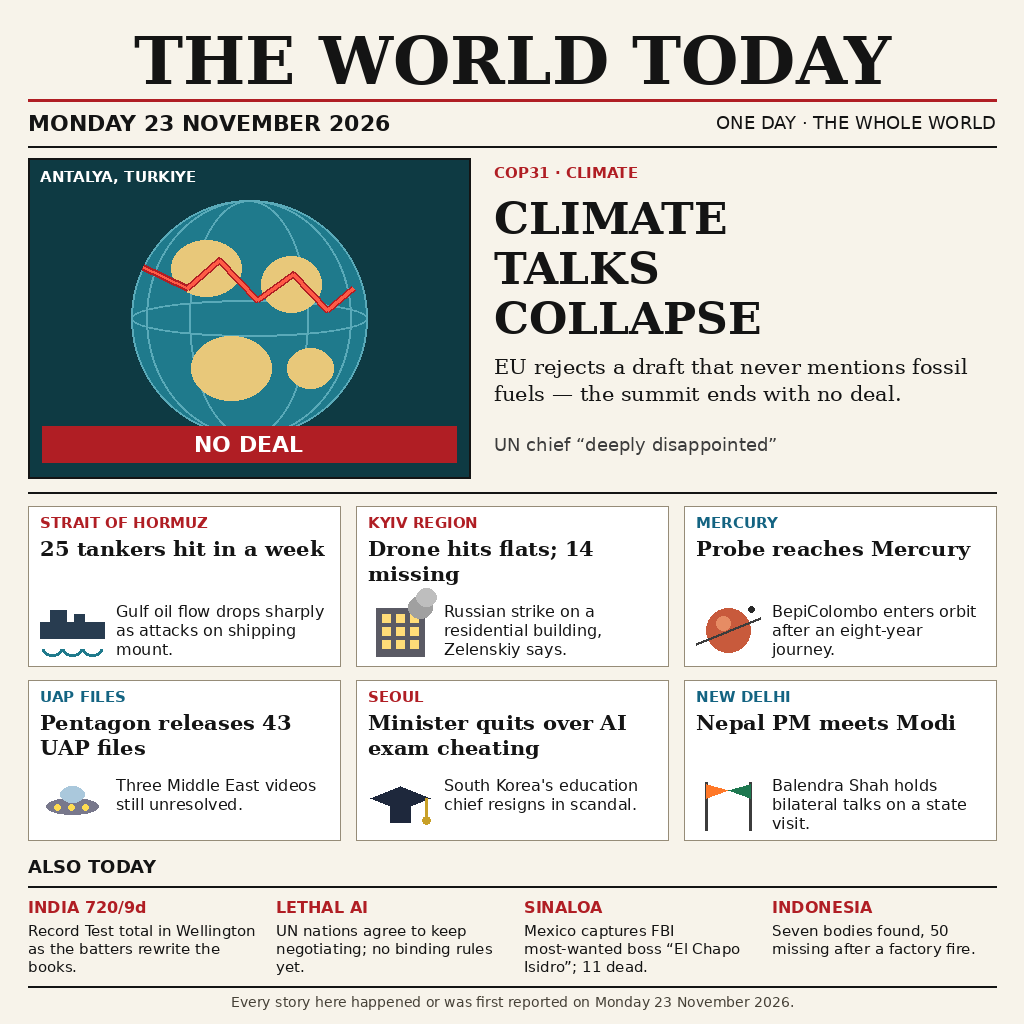 THE WORLD TODAY
MONDAY 23 NOVEMBER 2026
ONE DAY · THE WHOLE WORLD
ANTALYA, TURKIYE
NO DEAL
COP31 · CLIMATE
CLIMATE
TALKS
COLLAPSE
EU rejects a draft that never mentions fossil
fuels — the summit ends with no deal.
UN chief “deeply disappointed”
STRAIT OF HORMUZ
25 tankers hit in a week
Gulf oil flow drops sharply
as attacks on shipping
mount.
KYIV REGION
Drone hits flats; 14
missing
Russian strike on a
residential building,
Zelenskiy says.
MERCURY
Probe reaches Mercury
BepiColombo enters orbit
after an eight-year
journey.
UAP FILES
Pentagon releases 43
UAP files
Three Middle East videos
still unresolved.
SEOUL
Minister quits over AI
exam cheating
South Korea's education
chief resigns in scandal.
NEW DELHI
Nepal PM meets Modi
Balendra Shah holds
bilateral talks on a state
visit.
ALSO TODAY
INDIA 720/9d
Record Test total in Wellington
as the batters rewrite the
books.
LETHAL AI
UN nations agree to keep
negotiating; no binding rules
yet.
SINALOA
Mexico captures FBI
most-wanted boss “El Chapo
Isidro”; 11 dead.
INDONESIA
Seven bodies found, 50
missing after a factory fire.
Every story here happened or was first reported on Monday 23 November 2026.